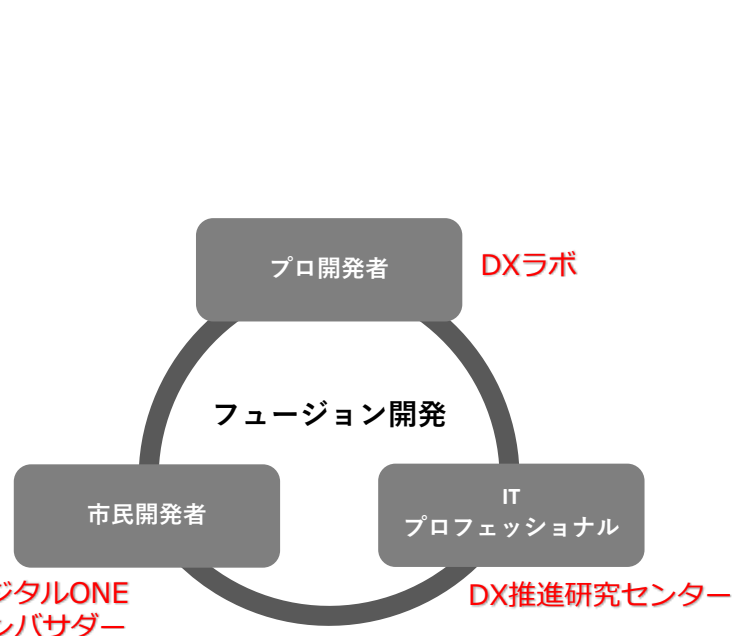 プロ開発者
DXラボ
フュージョン開発
市民開発者
IT
プロフェッショナル
ジタルONE
DX推進研究センター
ンバサダー